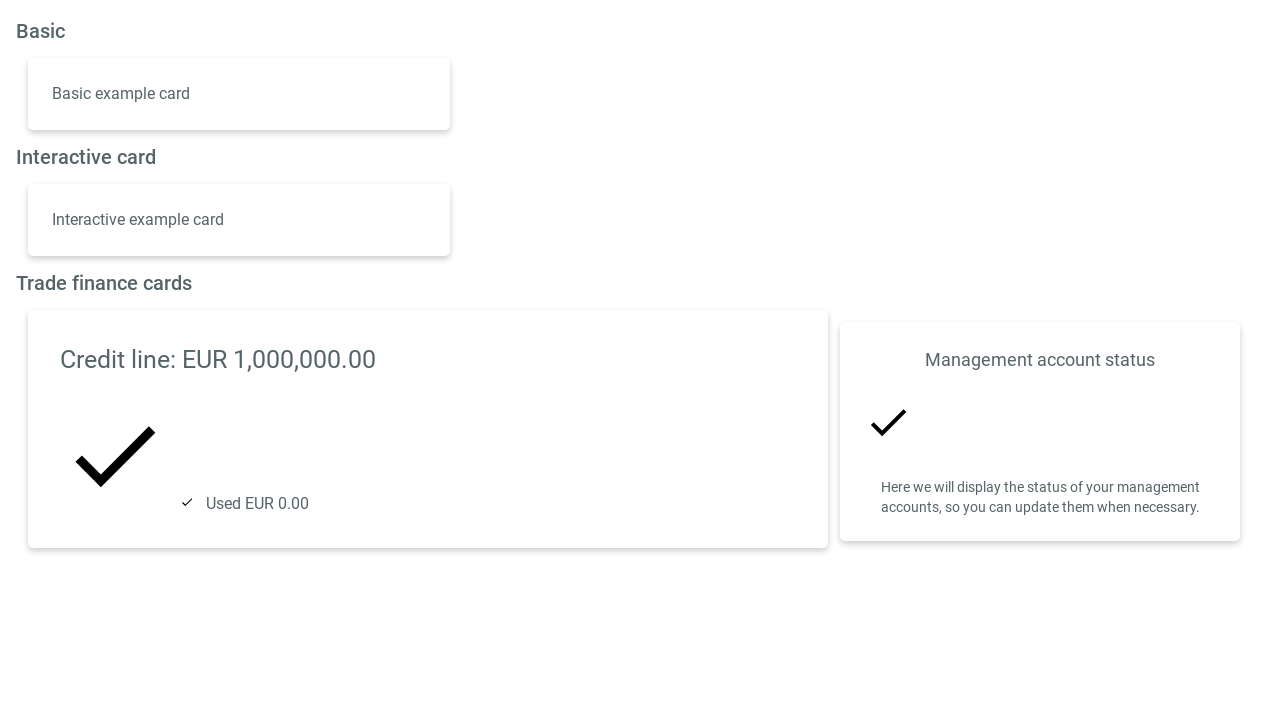 Basic
Basic example card
Interactive card
Interactive example card
Trade finance cards
Credit line: EUR 1,000,000.00
Used EUR 0.00
Management account status
Here we will display the status of your management
accounts, so you can update them when necessary.